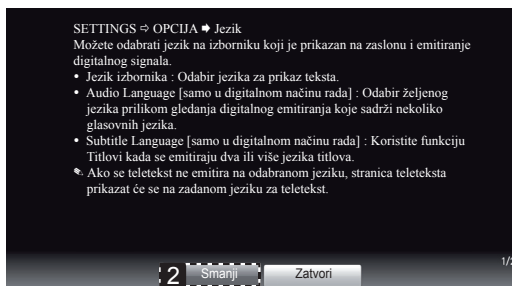 SETTINGS ⇨ OPCIJA ➡ Jezik
Možete odabrati jezik na izborniku koji je prikazan na zaslonu i emitiranje
digitalnog signala.
• Jezik izbornika : Odabir jezika za prikaz teksta.
• Audio Language [samo u digitalnom načinu rada] : Odabir željenog
jezika prilikom gledanja digitalnog emitiranja koje sadrži nekoliko
glasovnih jezika.
• Subtitle Language [samo u digitalnom načinu rada] : Koristite funkciju
Titlovi kada se emitiraju dva ili više jezika titlova.
✎ Ako se teletekst ne emitira na odabranom jeziku, stranica teleteksta
prikazat će se na zadanom jeziku za teletekst.
1/2
2 Smanji Zatvori